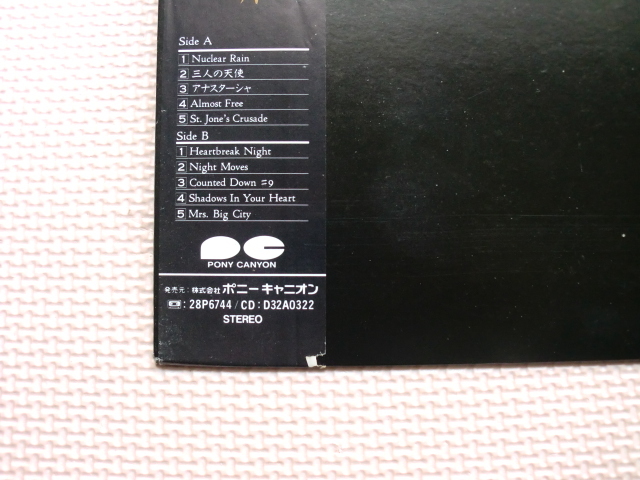 Side A
1 Nuclear Rain
2 三人の天使
3 アナスターシャ
4 Almost Free
5 St. Jone's Crusade
Side B
1 Heartbreak Night
2 Night Moves
3 Counted Down #9
4 Shadows In Your Heart
5 Mrs. Big City
PC
PONY CANYON
発売元:株式会社 ポニーキャニオン
:28P6744/CD:D32A0322
STEREO